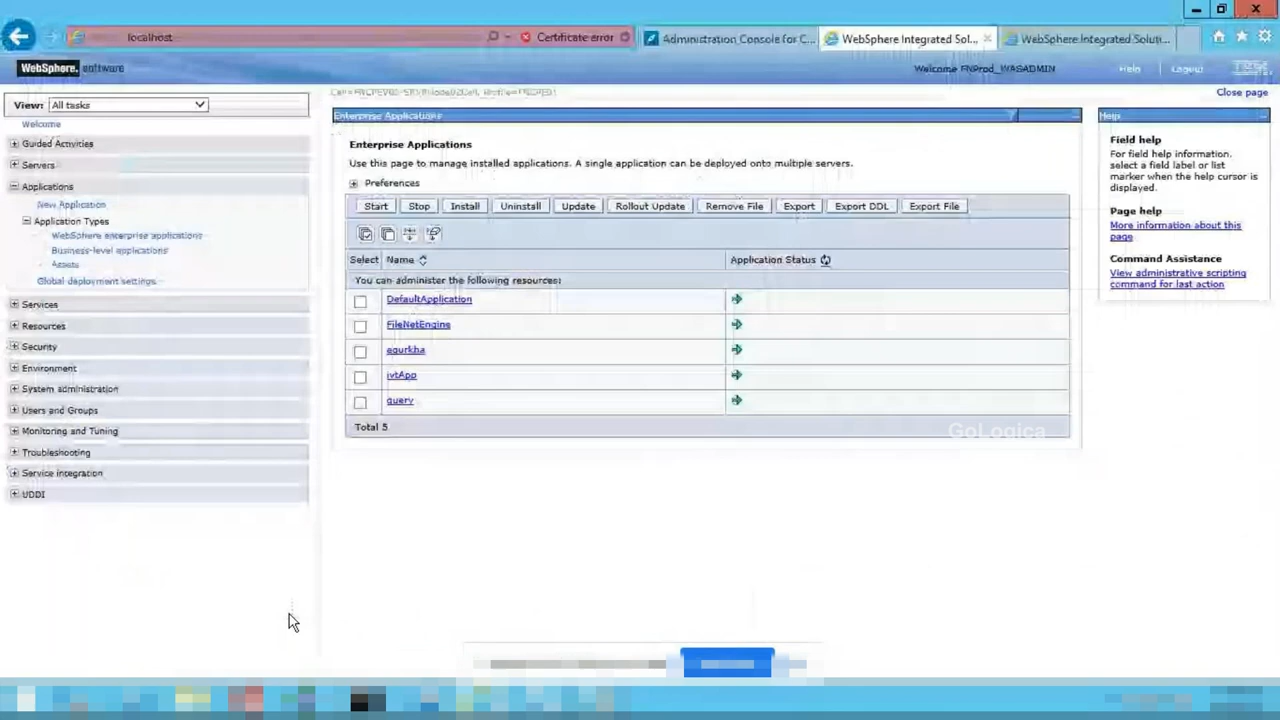 localhost
Certificate error
Administration Console for C...
WebSphere Integrated Sol...
WebSphere Integrated Soluti...
WebSphere. software
Welcome FNProd_WASADMIN
Help
Logout
IBM
View: All tasks
Close page
Welcome
Guided Activities
Servers
Applications
New Application
Application Types
WebSphere enterprise applications
Business-level applications
Assets
Global deployment settings
Services
Resources
Security
Environment
System administration
Users and Groups
Monitoring and Tuning
Troubleshooting
Service integration
UDDI
Enterprise Applications
Enterprise Applications
Use this page to manage installed applications. A single application can be deployed onto multiple servers.
Preferences
Start Stop Install Uninstall Update Rollout Update Remove File Export Export DDL Export File
Select Name Application Status
You can administer the following resources:
DefaultApplication
FileNetEngine
egurkha
ivtApp
query
Total 5
GoLogica
Help
Field help
For field help information,
select a field label or list
marker when the help cursor is
displayed.
Page help
More information about this
page
Command Assistance
View administrative scripting
command for last action